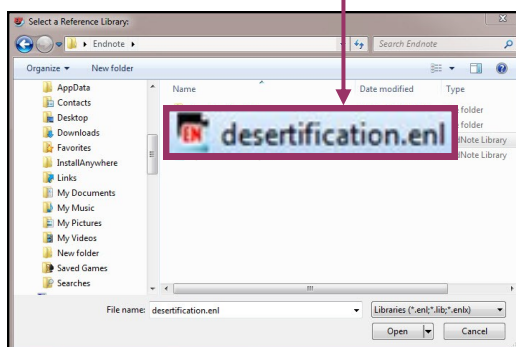 Select a Reference Library:
Endnote
Search Endnote
Organize New folder
Name Date modified Type
AppData
Contacts
Desktop
Downloads
Favorites
InstallAnywhere
Links
My Documents
My Music
My Pictures
My Videos
New folder
Saved Games
Searches
folder
folder
Note Library
Note Library
EN desertification.enl
File name: desertification.enl
Libraries (*.enl;*.lib;*.enlx)
Open Cancel